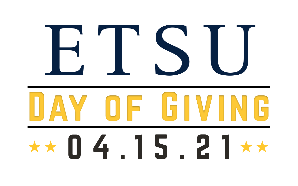 ETSU
DAY OF GIVING
04.15.21